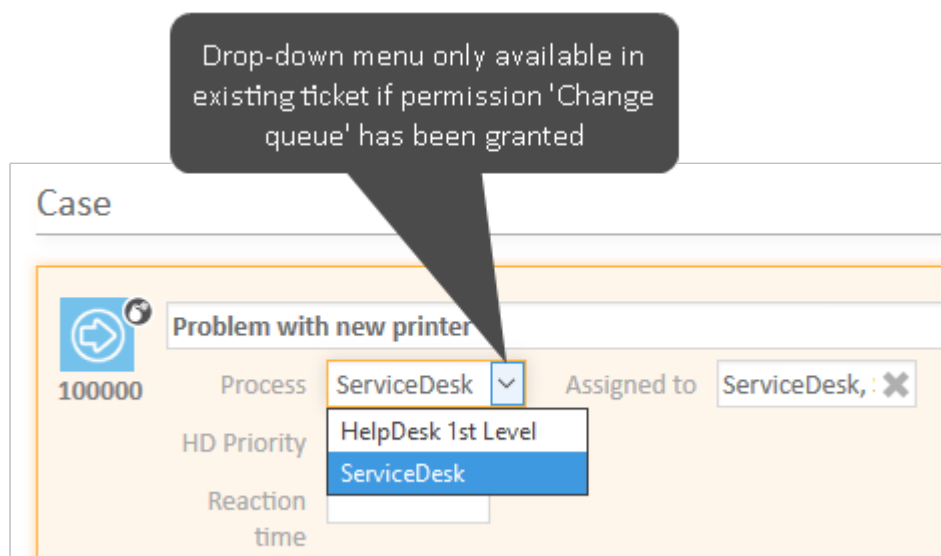 Drop-down menu only available in
existing ticket if permission 'Change
queue' has been granted
Case
Problem with new printer
100000
Process
ServiceDesk
Assigned to
ServiceDesk,
HD Priority
HelpDesk 1st Level
ServiceDesk
Reaction
time